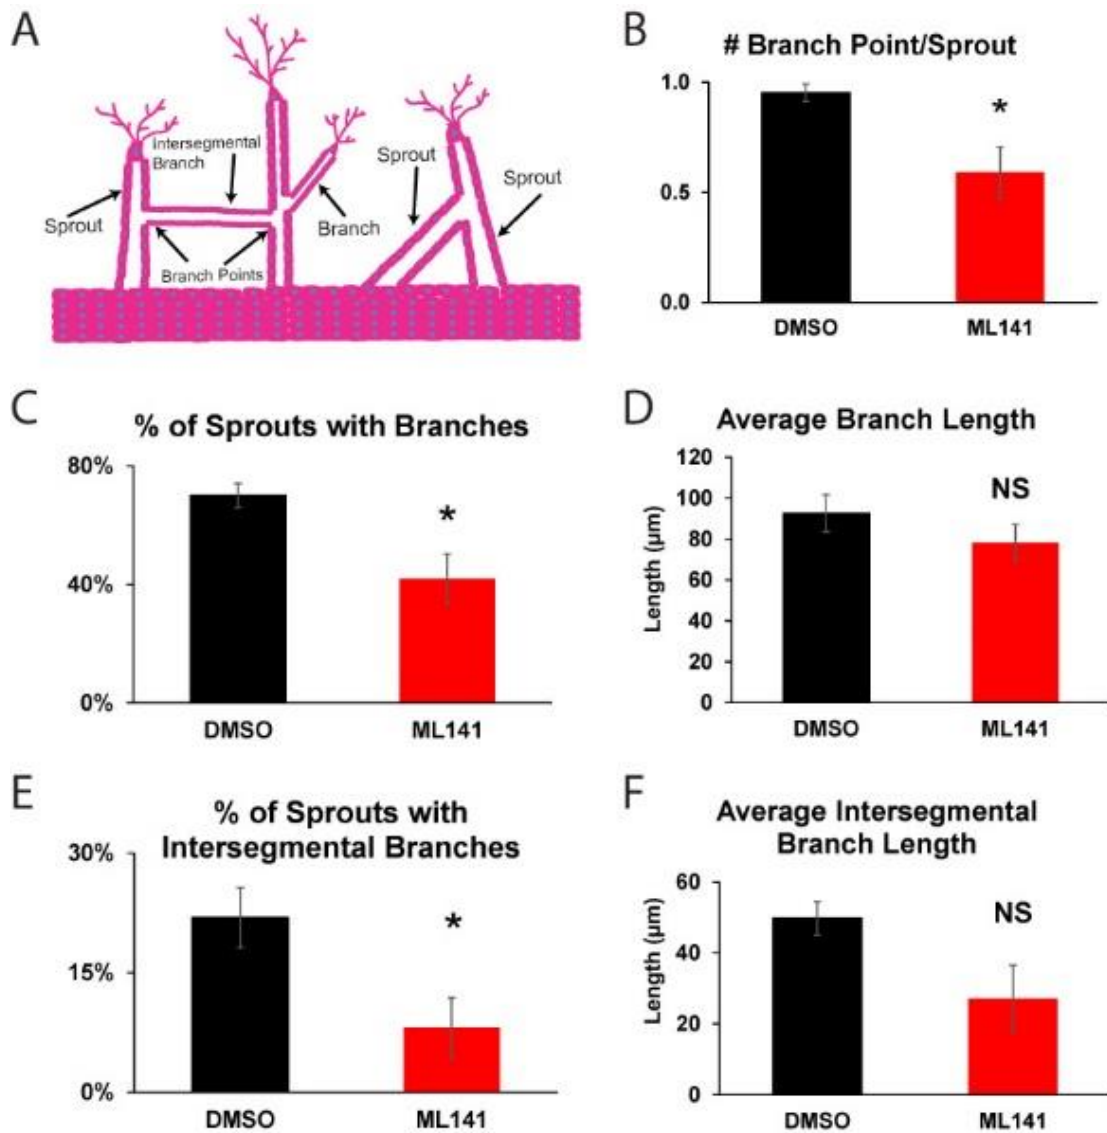 A
Intersegmental
Branch
Sprout
Sprout
Sprout
Branch
Branch Points
B
# Branch Point/Sprout
1.0
*
0.5
0.0
DMSO
ML141
C
% of Sprouts with Branches
80%
*
40%
0%
DMSO
ML141
D
Average Branch Length
120
NS
100
80
60
40
20
0
Length (µm)
DMSO
ML141
E
% of Sprouts with
Intersegmental Branches
30%
*
15%
0%
DMSO
ML141
F
Average Intersegmental
Branch Length
60
NS
40
20
0
Length (µm)
DMSO
ML141